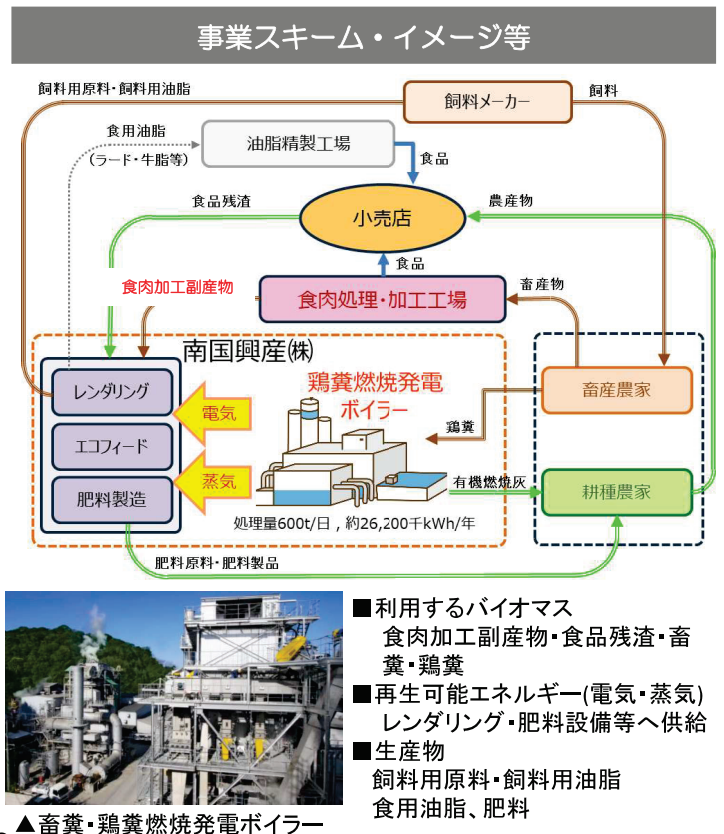 事業スキーム・イメージ等
飼料用原料・飼料用油脂
飼料メーカー
飼料
食用油脂
(ラード・牛脂等)
油脂精製工場
食品
食品残渣
小売店
農産物
食品
食肉加工副産物
食肉処理・加工工場
畜産物
南国興産㈱
レンダリング
電気
鶏糞燃焼発電
ボイラー
畜産農家
エコフィード
鶏糞
蒸気
肥料製造
有機燃焼灰
耕種農家
処理量600t/日，約26,200千kWh/年
肥料原料・肥料製品
■利用するバイオマス
食肉加工副産物・食品残渣・畜
糞・鶏糞
■再生可能エネルギー(電気・蒸気)
レンダリング・肥料設備等へ供給
■生産物
飼料用原料・飼料用油脂
食用油脂、肥料
▲畜糞・鶏糞燃焼発電ボイラー